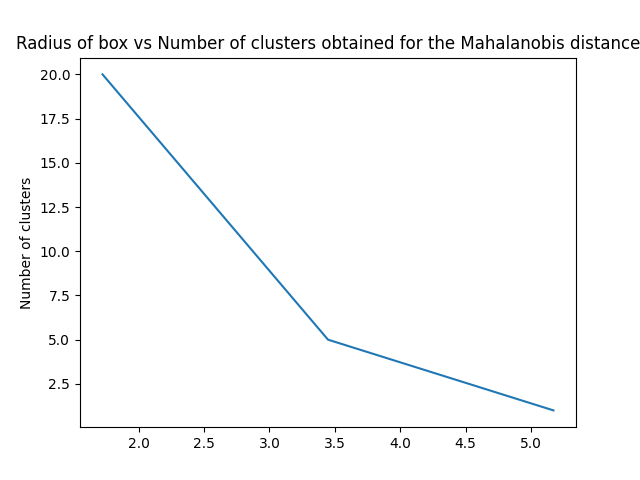 Radius of box vs Number of clusters obtained for the Mahalanobis distance
20.0
17.5
15.0
12.5
10.0
7.5
5.0
2.5
Number of clusters
2.0 2.5 3.0 3.5 4.0 4.5 5.0